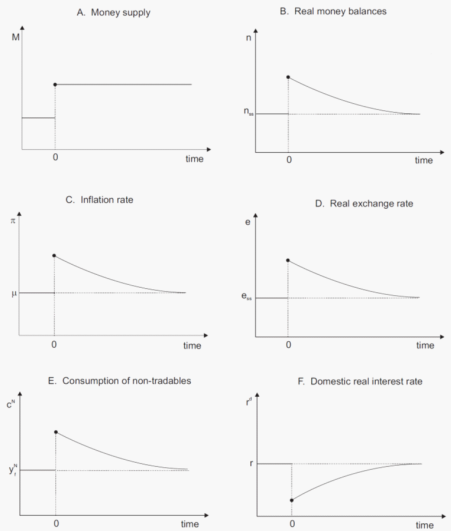 A. Money supply
M
0
time
B. Real money balances
n
nss
0
time
C. Inflation rate
π
μ
0
time
D. Real exchange rate
e
ess
0
time
E. Consumption of non-tradables
cN
yfN
0
time
F. Domestic real interest rate
rd
r
0
time